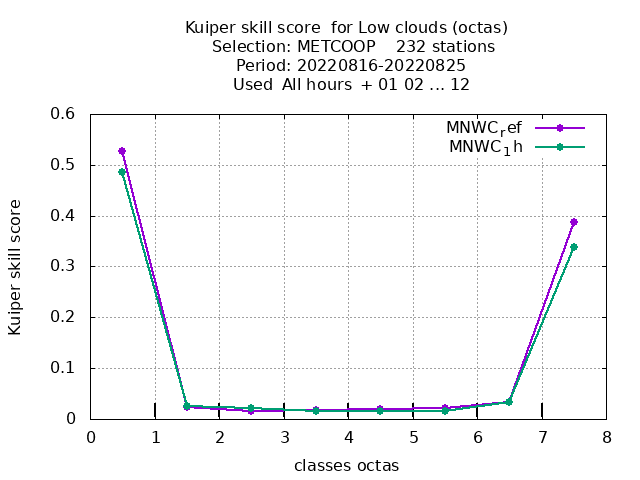 Kuiper skill score  for Low clouds (octas)
Selection: METCOOP    232 stations
Period: 20220816-20220825
Used  All hours  + 01 02 ... 12
MNWC_ref
MNWC_1h
0.6
0.5
0.4
0.3
0.2
0.1
0
Kuiper skill score
0 1 2 3 4 5 6 7 8
classes octas